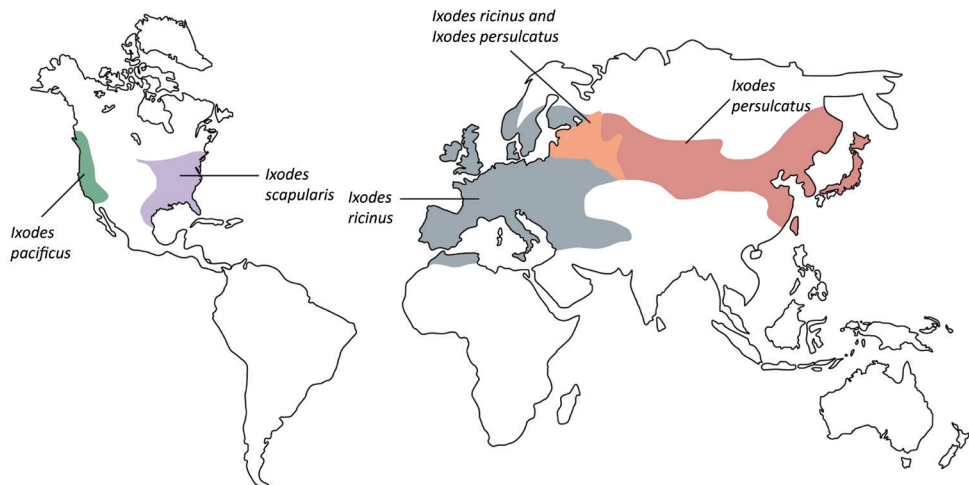 Ixodes ricinus and
Ixodes persulcatus
Ixodes
persulcatus
Ixodes
scapularis
Ixodes
ricinus
Ixodes
pacificus